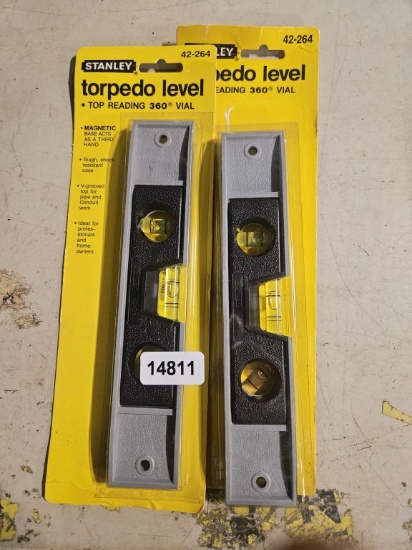 42-264
STANLEY
torpedo level
• TOP READING 360° VIAL
• MAGNETIC
BASE ACTS
AS A THIRD
HAND
• Tough, shock
resistant
case
• V-grooved
top for
pipe and
Conduit
work
• Ideal for
profes-
sionals and
home
owners
14811
42-264
NLEY
orpedo level
READING 360° VIAL